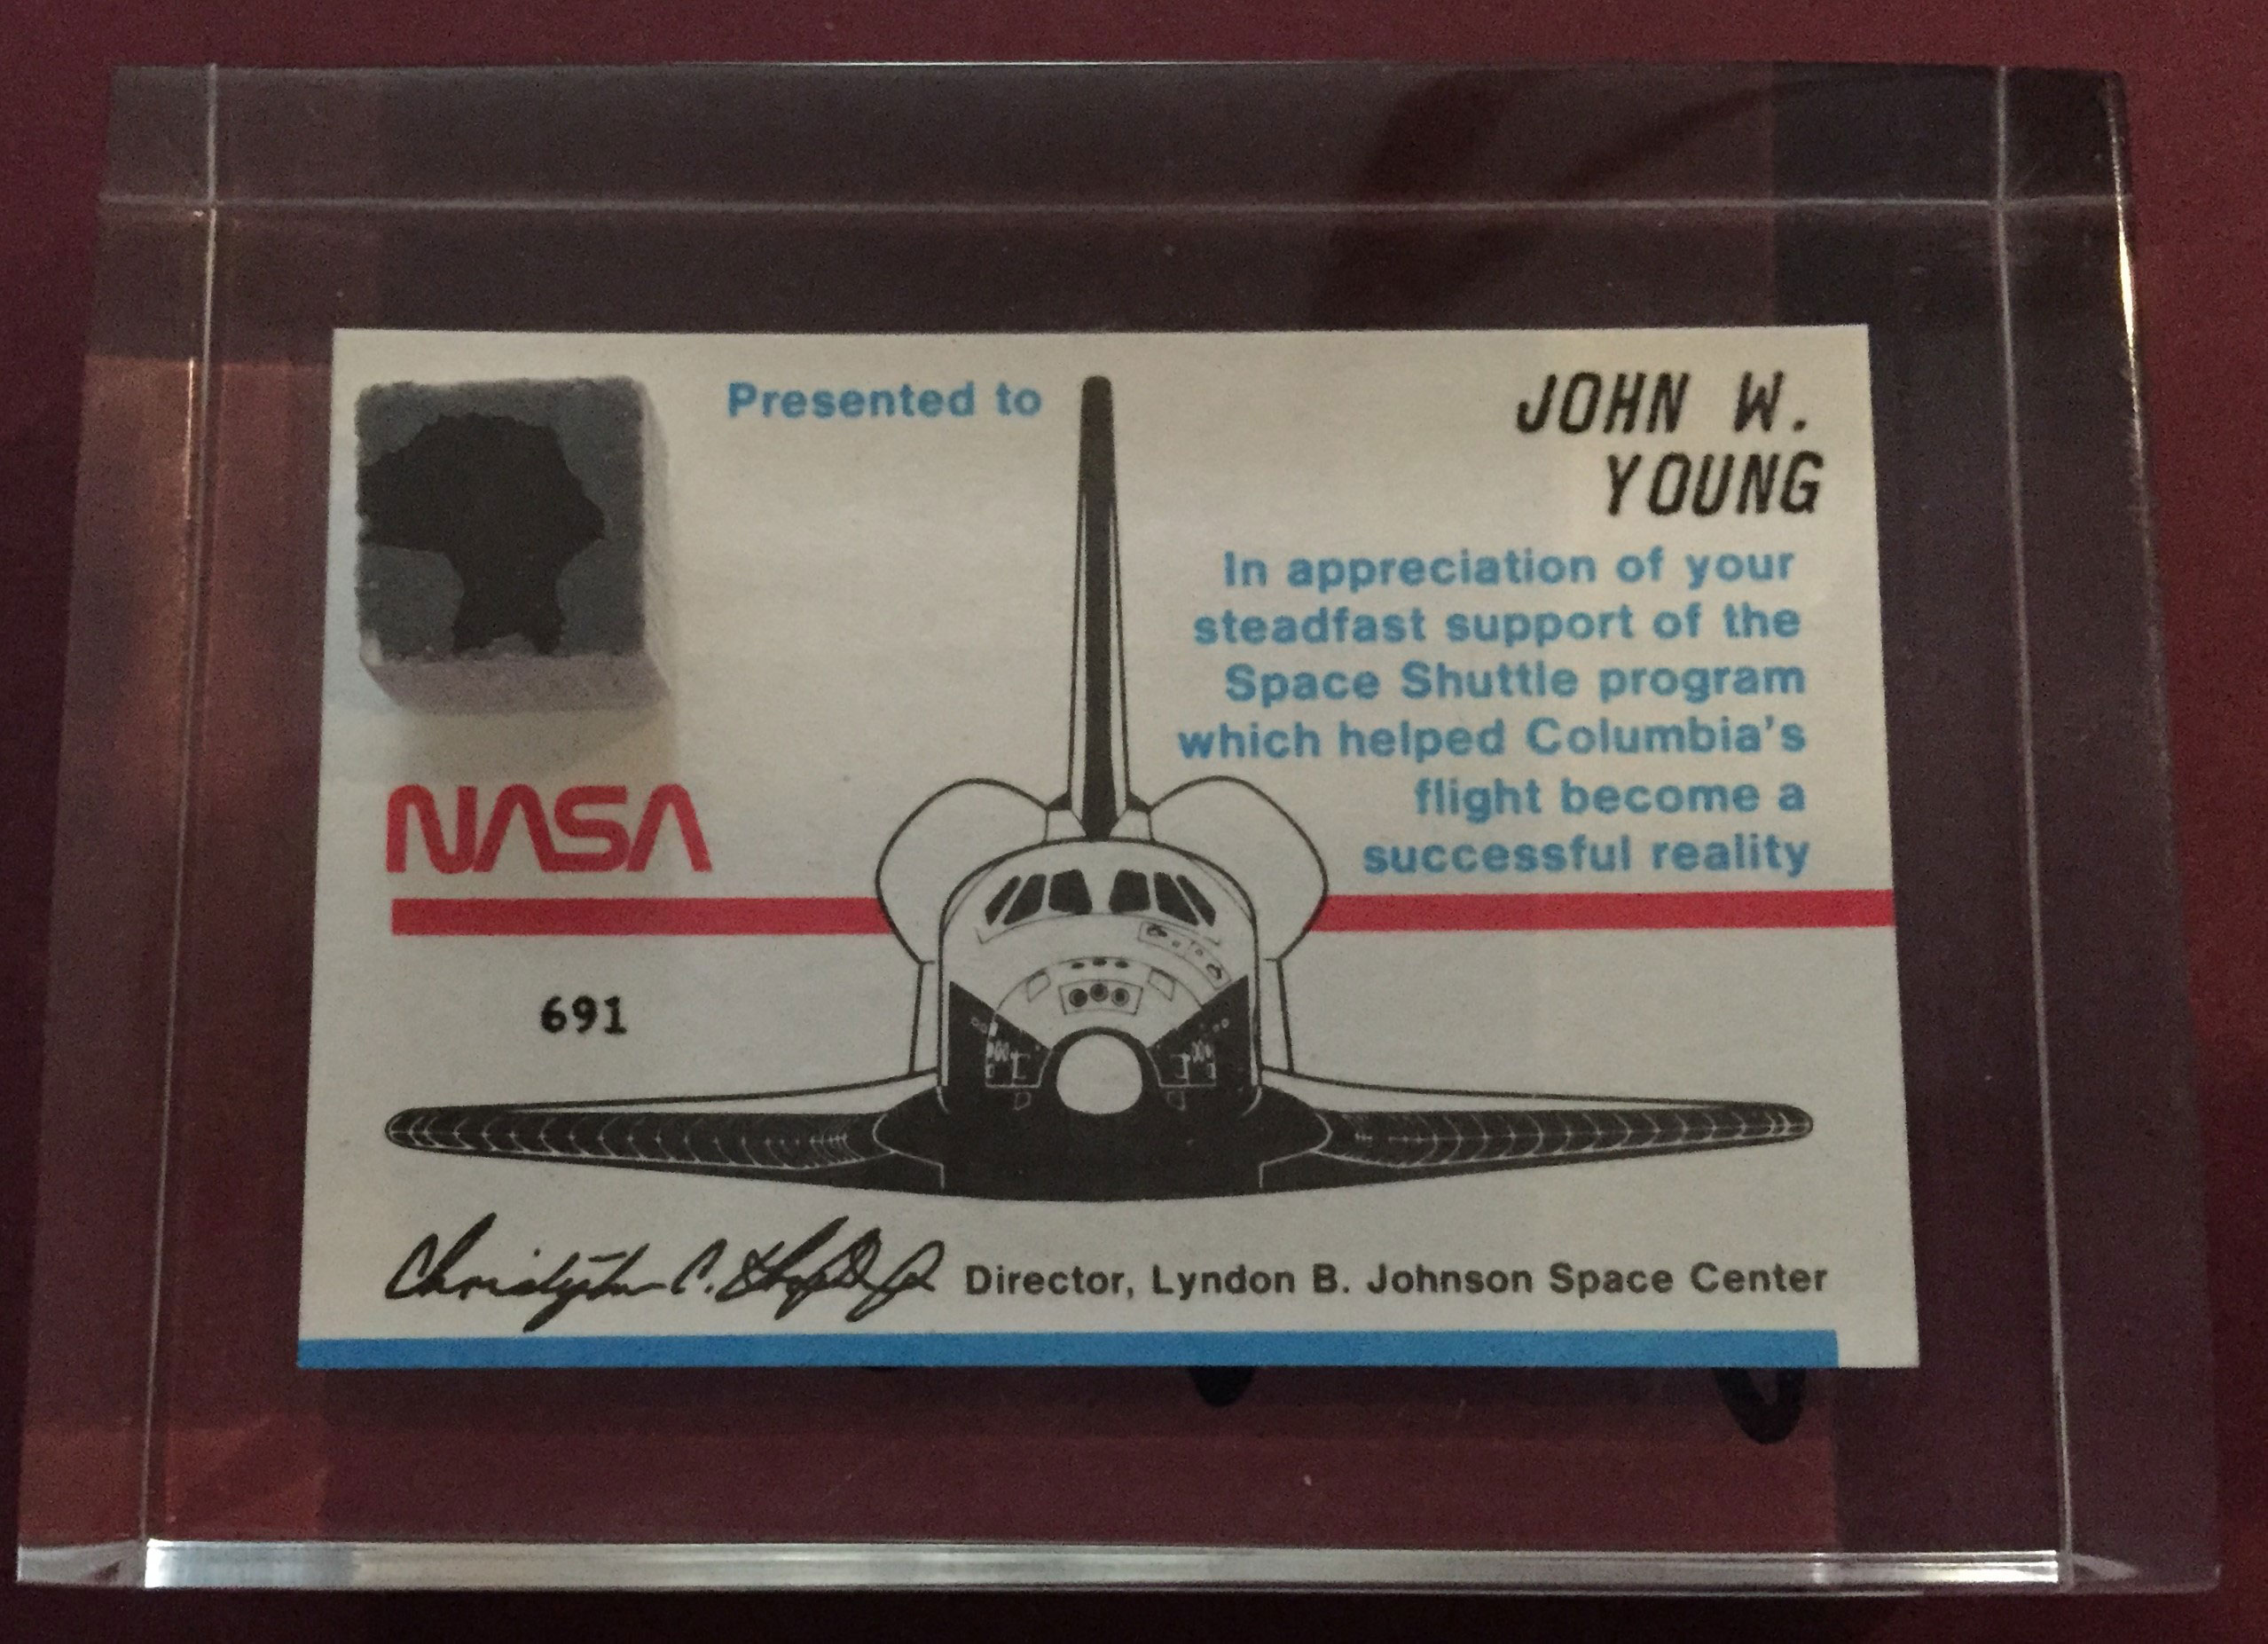 Presented to
JOHN W.
YOUNG
In appreciation of your
steadfast support of the
Space Shuttle program
which helped Columbia's
flight become a
successful reality
NASA
691
Director, Lyndon B. Johnson Space Center